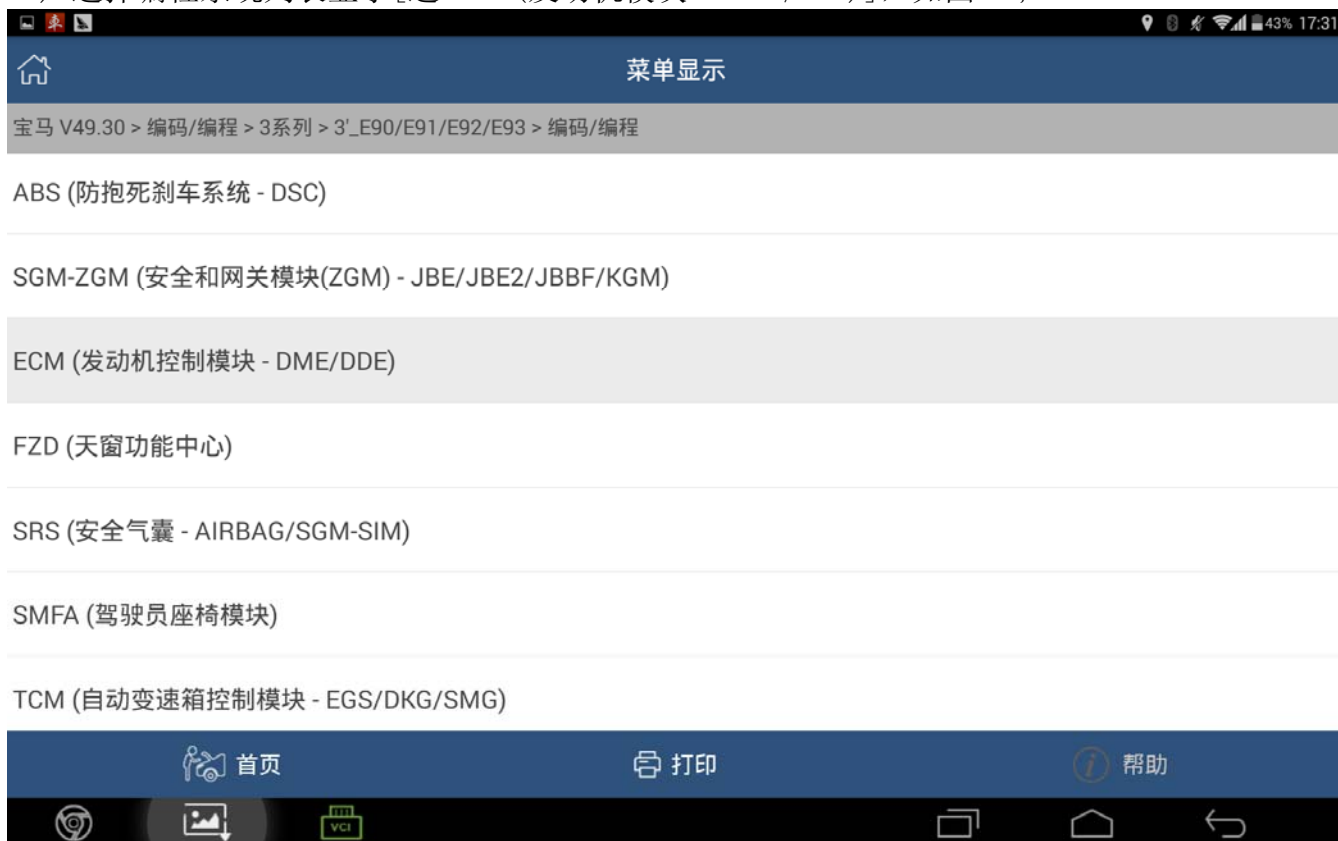 43% 17:31
菜单显示
宝马 V49.30 > 编码/编程 > 3系列 > 3'_E90/E91/E92/E93 > 编码/编程
ABS (防抱死刹车系统 - DSC)
SGM-ZGM (安全和网关模块(ZGM) - JBE/JBE2/JBBF/KGM)
ECM (发动机控制模块 - DME/DDE)
FZD (天窗功能中心)
SRS (安全气囊 - AIRBAG/SGM-SIM)
SMFA (驾驶员座椅模块)
TCM (自动变速箱控制模块 - EGS/DKG/SMG)
首页 打印 帮助
VCI